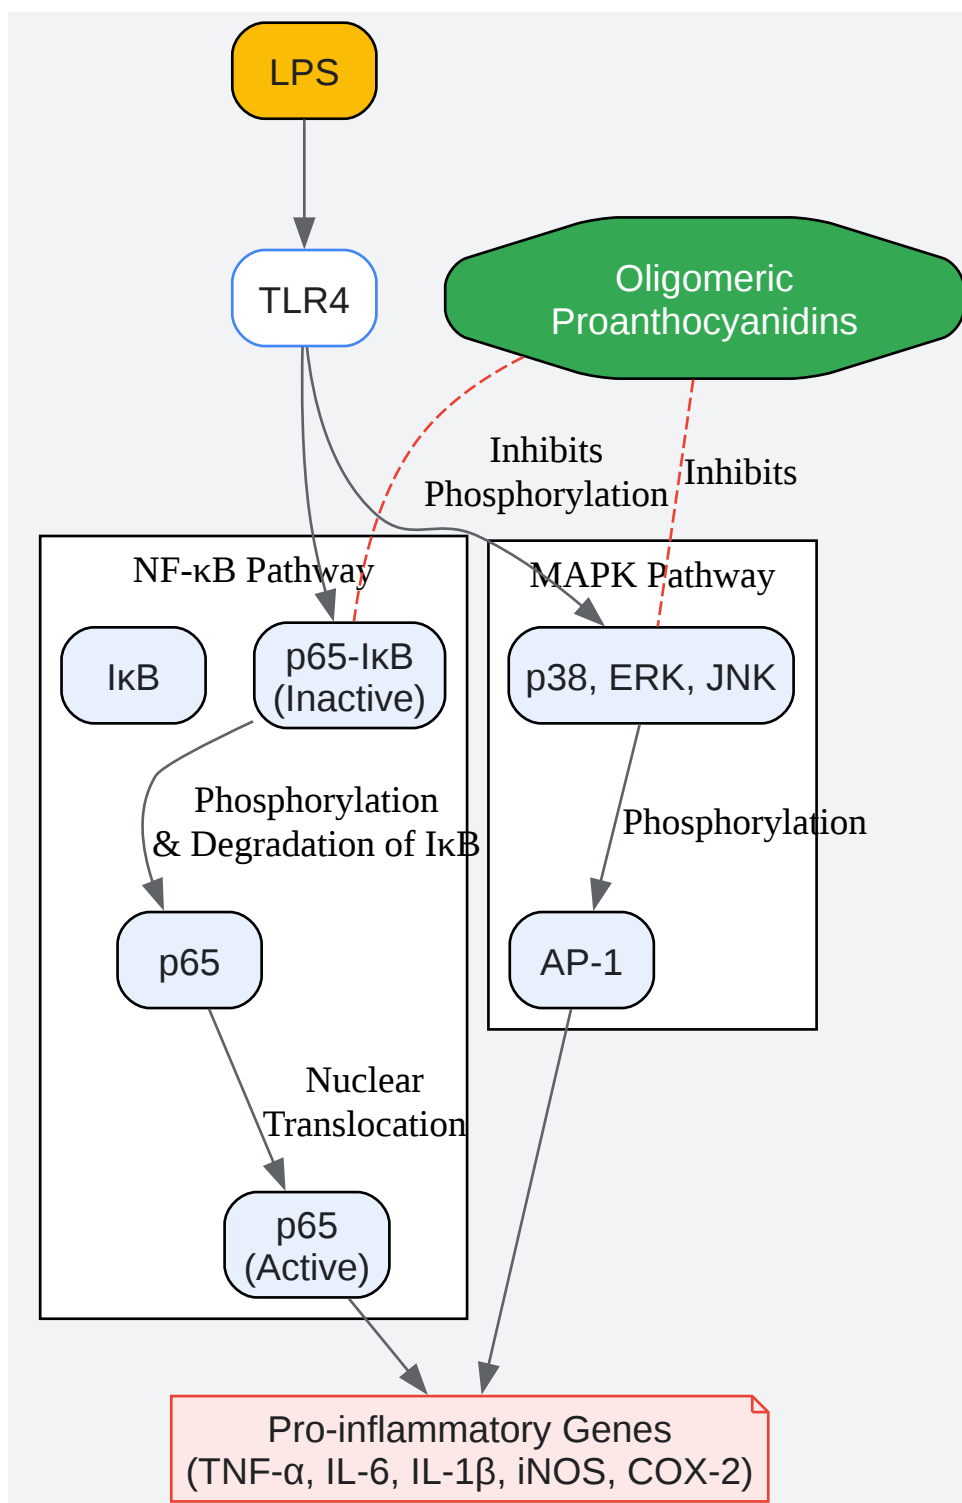 LPS
TLR4
Oligomeric
Proanthocyanidins
Inhibits
Phosphorylation
Inhibits
NF-κB Pathway
MAPK Pathway
IκB
p65-IκB
(Inactive)
p38, ERK, JNK
Phosphorylation
& Degradation of IκB
Phosphorylation
p65
AP-1
Nuclear
Translocation
p65
(Active)
Pro-inflammatory Genes
(TNF-α, IL-6, IL-1β, iNOS, COX-2)